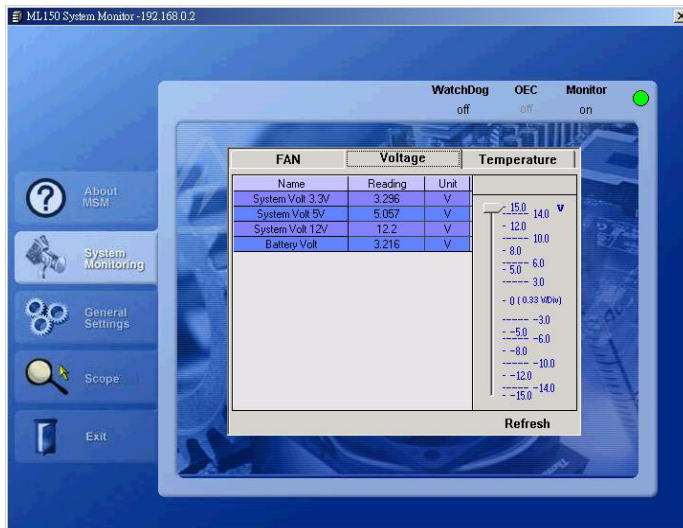 ML150 System Monitor -192.168.0.2
WatchDog OEC Monitor
off off on
FAN Voltage Temperature
Name Reading Unit
System Volt 3.3V 3.296 V
System Volt 5V 5.057 V
System Volt 12V 12.2 V
Battery Volt 3.216 V
15.0 V
14.0
12.0
10.0
8.0
6.0
5.0
3.0
0 ( 0.33 V/Div)
-3.0
-5.0
-6.0
-8.0
-10.0
-12.0
-14.0
-15.0
Refresh
About
MSM
System
Monitoring
General
Settings
Scope
Exit